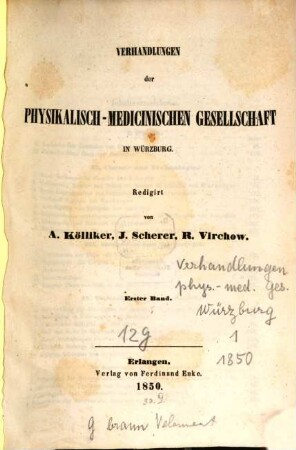 VERHANDLUNGEN
der
PHYSIKALISCH-MEDICINISCHEN GESELLSCHAFT
IN WÜRZBURG.
Redigirt
von
A. Kölliker, J. Scherer, R. Virchow.
Verhandlungen
phys.-med. Ges.
Würzburg
Erster Band.
1
12g
1850
Erlangen,
Verlag von Ferdinand Enke.
1850.
g braun